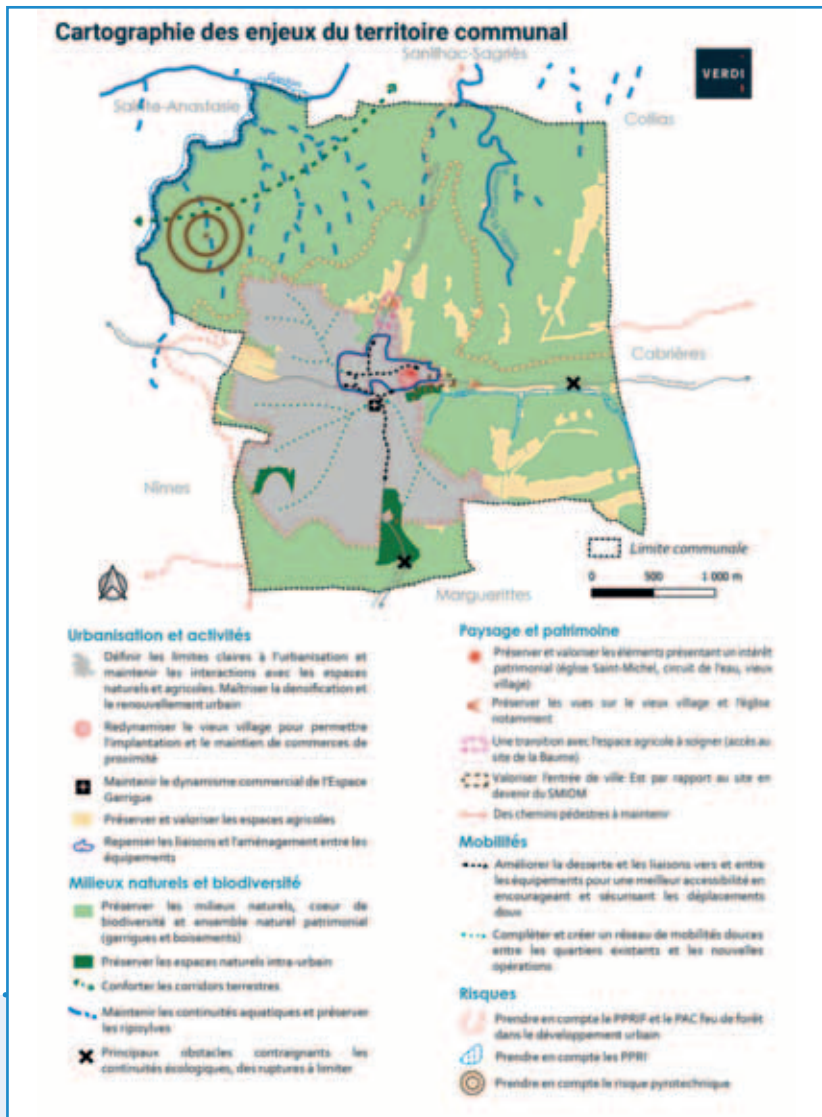 Cartographie des enjeux du territoire communal
VERDI
Sanilhac-Sagriès
Gardon
Sainte-Anastasie
Collias
Cabrières
Nîmes
Marguerittes
Limite communale
0 500 1 000 m
Urbanisation et activités
Définir les limites claires à l'urbanisation et
maintenir les interactions avec les espaces
naturels et agricoles. Maîtriser la densification et
le renouvellement urbain
Redynamiser le vieux village pour permettre
l'implantation et le maintien de commerces de
proximité
Maintenir le dynamisme commercial de l'Espace
Garrigue
Préserver et valoriser les espaces agricoles
Repenser les liaisons et l'aménagement entre les
équipements
Milieux naturels et biodiversité
Préserver les milieux naturels, coeur de
biodiversité et ensemble naturel patrimonial
(garrigues et boisements)
Préserver les espaces naturels intra-urbain
Conforter les corridors terrestres
Maintenir les continuités aquatiques et préserver
les ripisylves
Principaux obstacles contraignants les
continuités écologiques, des ruptures à limiter
Paysage et patrimoine
Préserver et valoriser les éléments présentant un intérêt
patrimonial (église Saint-Michel, circuit de l'eau, vieux
village)
Préserver les vues sur le vieux village et l'église
notamment
Une transition avec l'espace agricole à soigner (accès au
site de la Baume)
Valoriser l'entrée de ville Est par rapport au site en
devenir du SMIOM
Des chemins pédestres à maintenir
Mobilités
Améliorer la desserte et les liaisons vers et entre
les équipements pour une meilleur accessibilité en
encourageant et sécurisant les déplacements
doux
Compléter et créer un réseau de mobilités douces
entre les quartiers existants et les nouvelles
opérations
Risques
Prendre en compte le PPRIF et le PAC feu de forêt
dans le développement urbain
Prendre en compte les PPRI
Prendre en compte le risque pyrotechnique